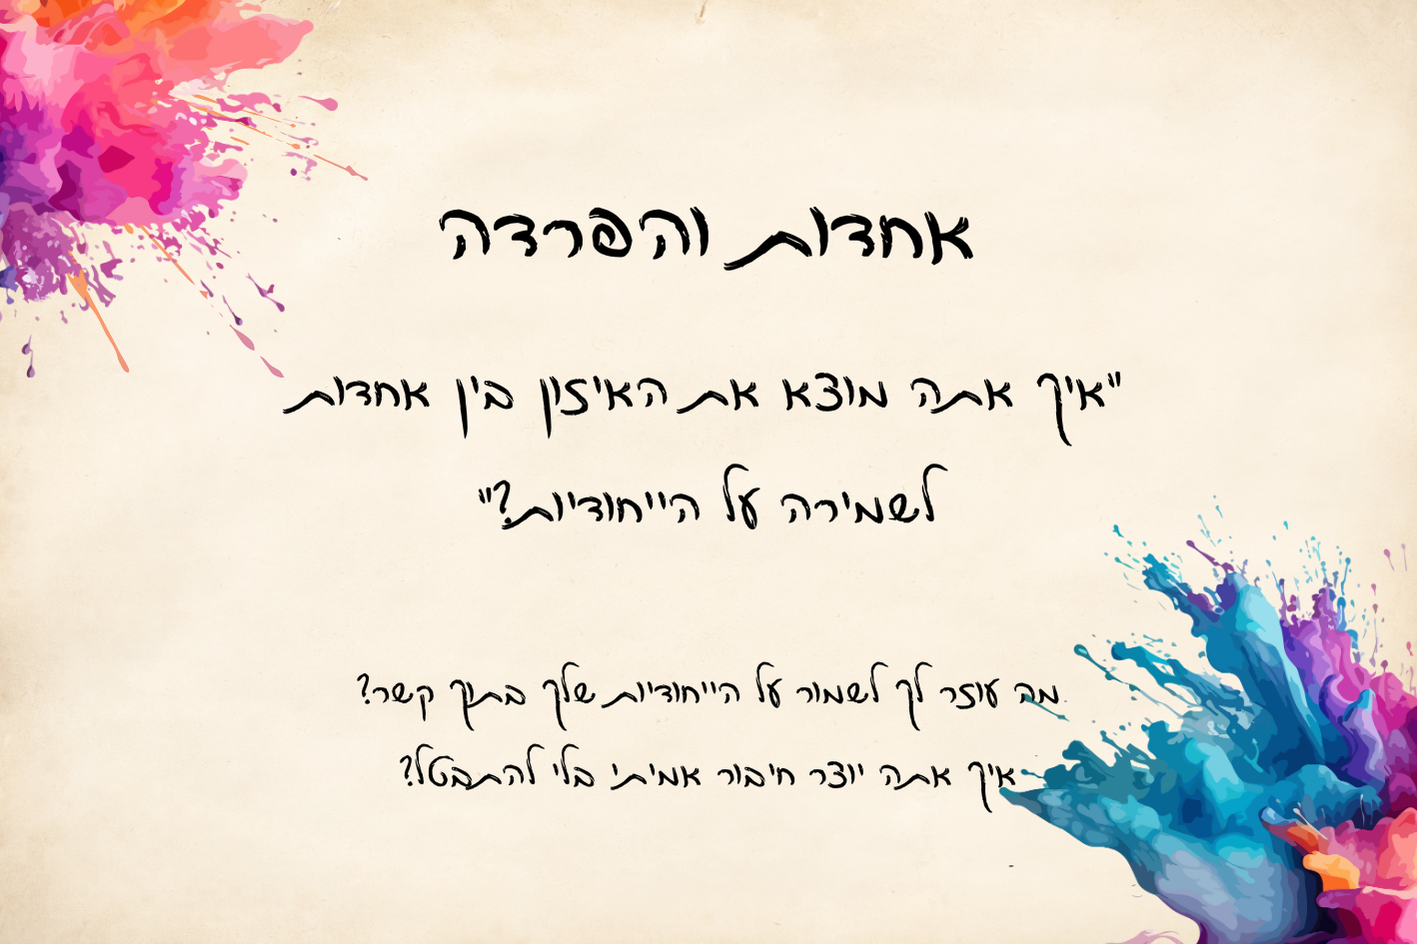 אחדות והפרדה
"איך אתה מוצא את האיזון בין אחדות
לשמירה על הייחודיות?"
מה עוזר לך לשמור על הייחודיות שלך בתוך קשר?
איך אתה יוצר חיבור אמיתי בלי להתבטל?